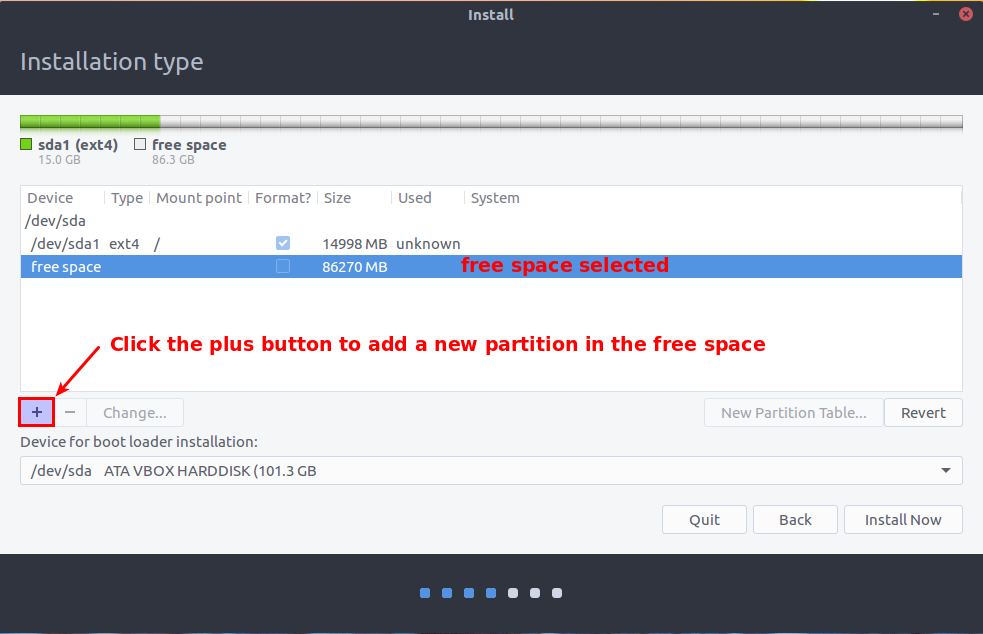 Install
Installation type
sda1 (ext4) free space
15.0 GB 86.3 GB
Device Type Mount point Format? Size Used System
/dev/sda
/dev/sda1 ext4 / 14998 MB unknown
free space 86270 MB free space selected
Click the plus button to add a new partition in the free space
+ − Change... New Partition Table... Revert
Device for boot loader installation:
/dev/sda ATA VBOX HARDDISK (101.3 GB
Quit Back Install Now